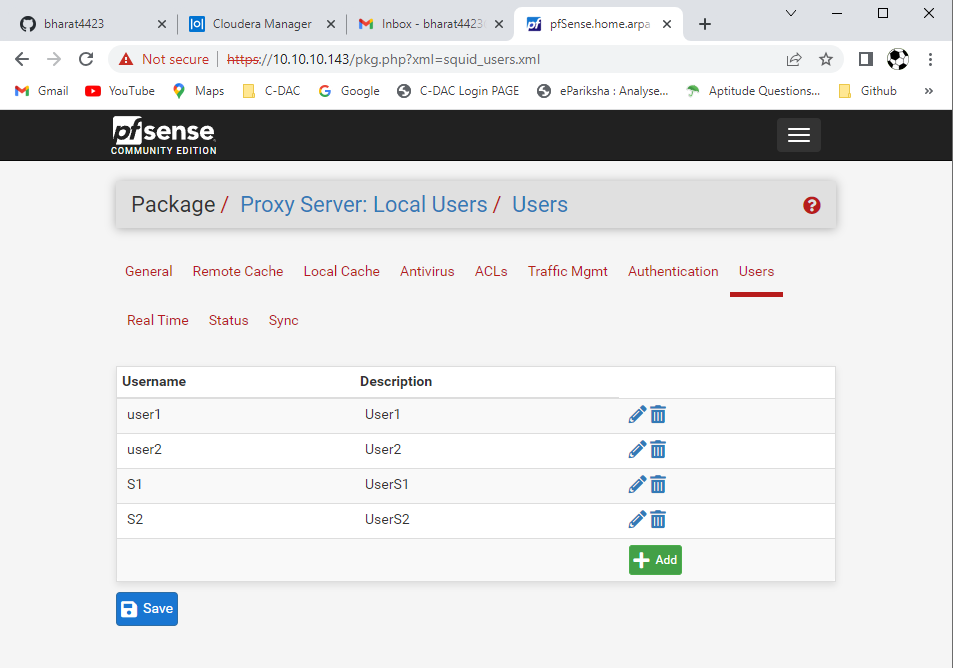 bharat4423 Cloudera Manager Inbox - bharat4423 pfSense.home.arpa
Not secure https://10.10.10.143/pkg.php?xml=squid_users.xml
Gmail YouTube Maps C-DAC Google C-DAC Login PAGE ePariksha : Analyse... Aptitude Questions... Github »
pfsense
COMMUNITY EDITION
Package / Proxy Server: Local Users / Users ?
General Remote Cache Local Cache Antivirus ACLs Traffic Mgmt Authentication Users
Real Time Status Sync
Username Description
user1 User1
user2 User2
S1 UserS1
S2 UserS2
Add
Save